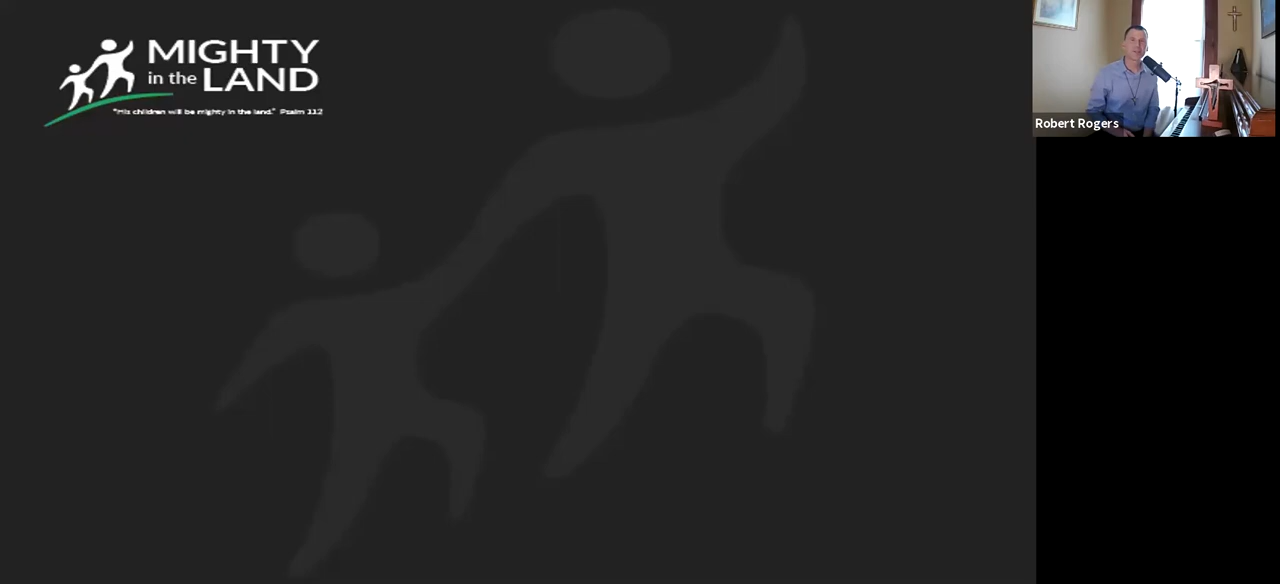 MIGHTY
in the LAND
"His children will be mighty in the land." Psalm 112
Robert Rogers